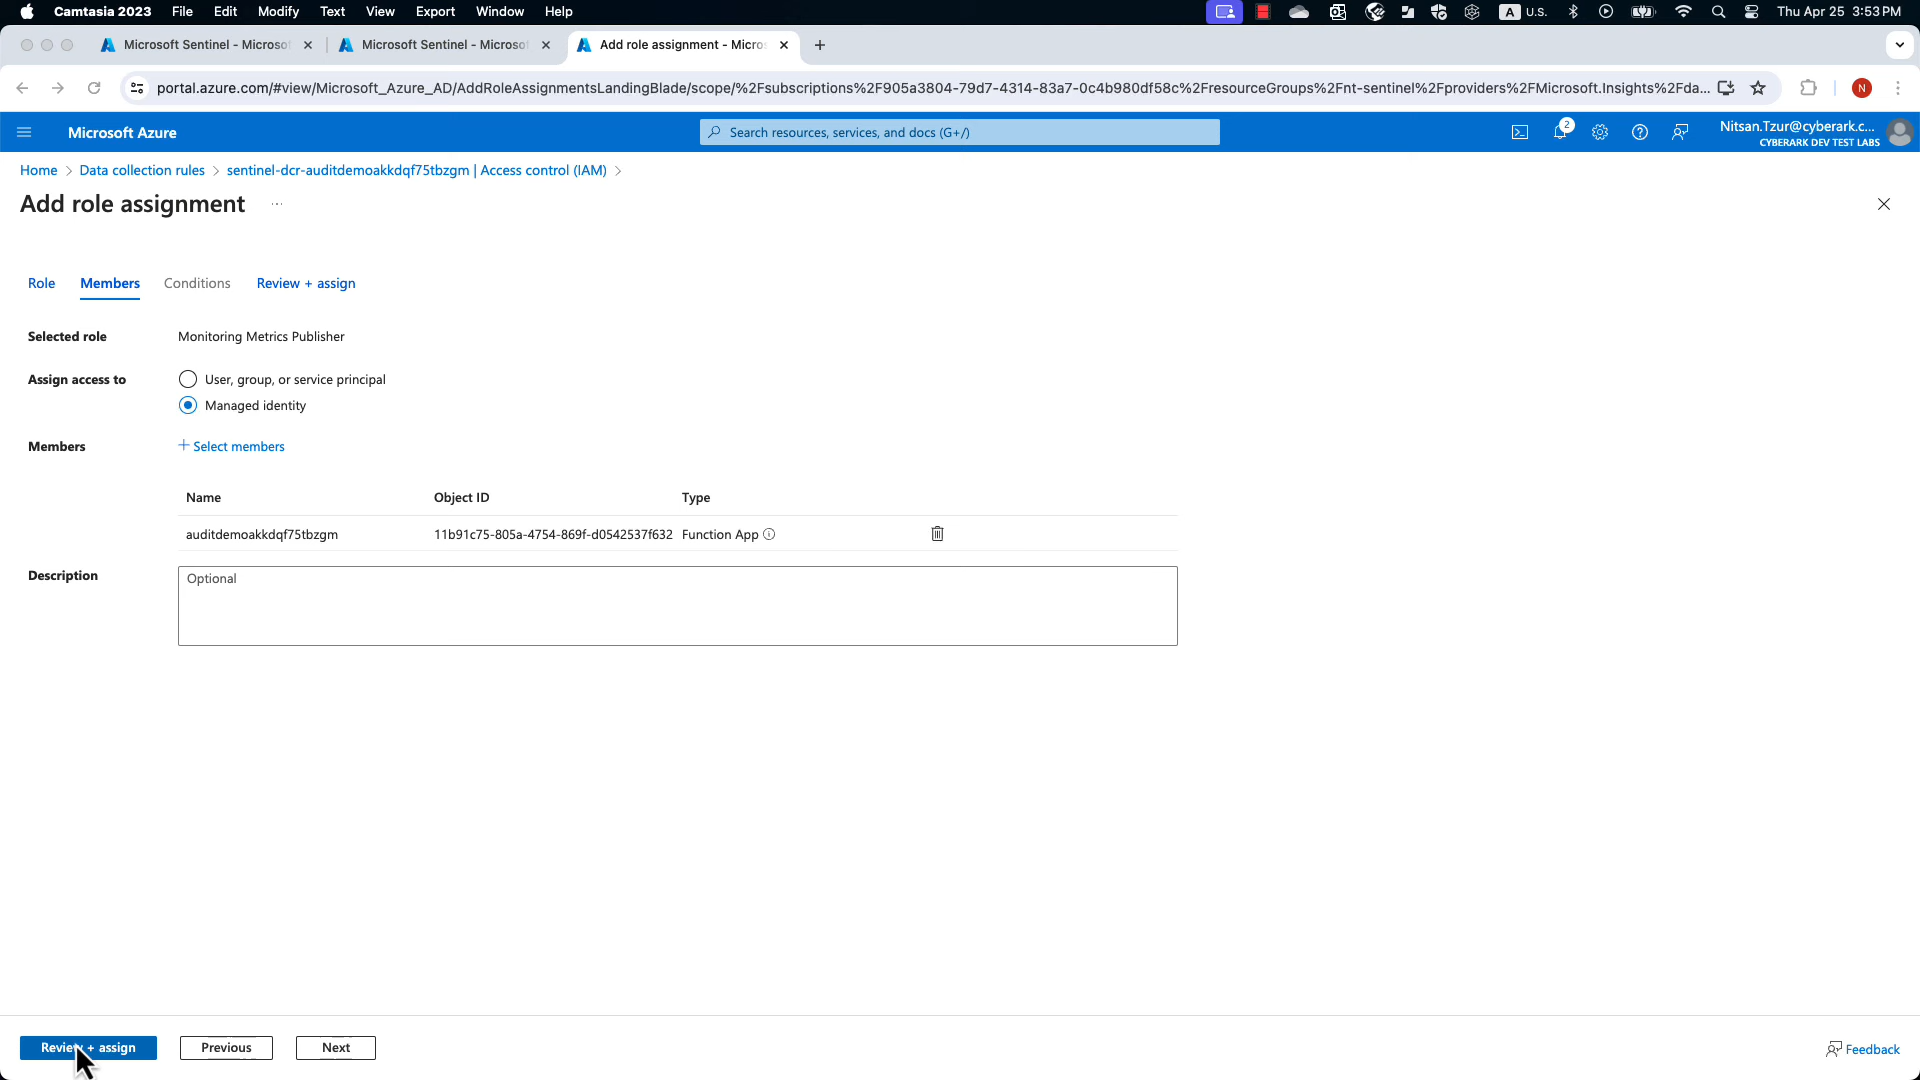 Camtasia 2023 File Edit Modify Text View Export Window Help A U.S. Thu Apr 25 3:53 PM
Microsoft Sentinel - Microsof Microsoft Sentinel - Microsof Add role assignment - Micros
portal.azure.com/#view/Microsoft_Azure_AD/AddRoleAssignmentsLandingBlade/scope/%2Fsubscriptions%2F905a3804-79d7-4314-83a7-0c4b980df58c%2FresourceGroups%2Fnt-sentinel%2Fproviders%2FMicrosoft.Insights%2Fda... N
Microsoft Azure Search resources, services, and docs (G+/) 2 Nitsan.Tzur@cyberark.c...
CYBERARK DEV TEST LABS
Home > Data collection rules > sentinel-dcr-auditdemoakkdqf75tbzgm | Access control (IAM) >
Add role assignment ...
Role Members Conditions Review + assign
Selected role Monitoring Metrics Publisher
Assign access to User, group, or service principal
Managed identity
Members + Select members
Name Object ID Type
auditdemoakkdqf75tbzgm 11b91c75-805a-4754-869f-d0542537f632 Function App
Description Optional
Review + assign Previous Next Feedback